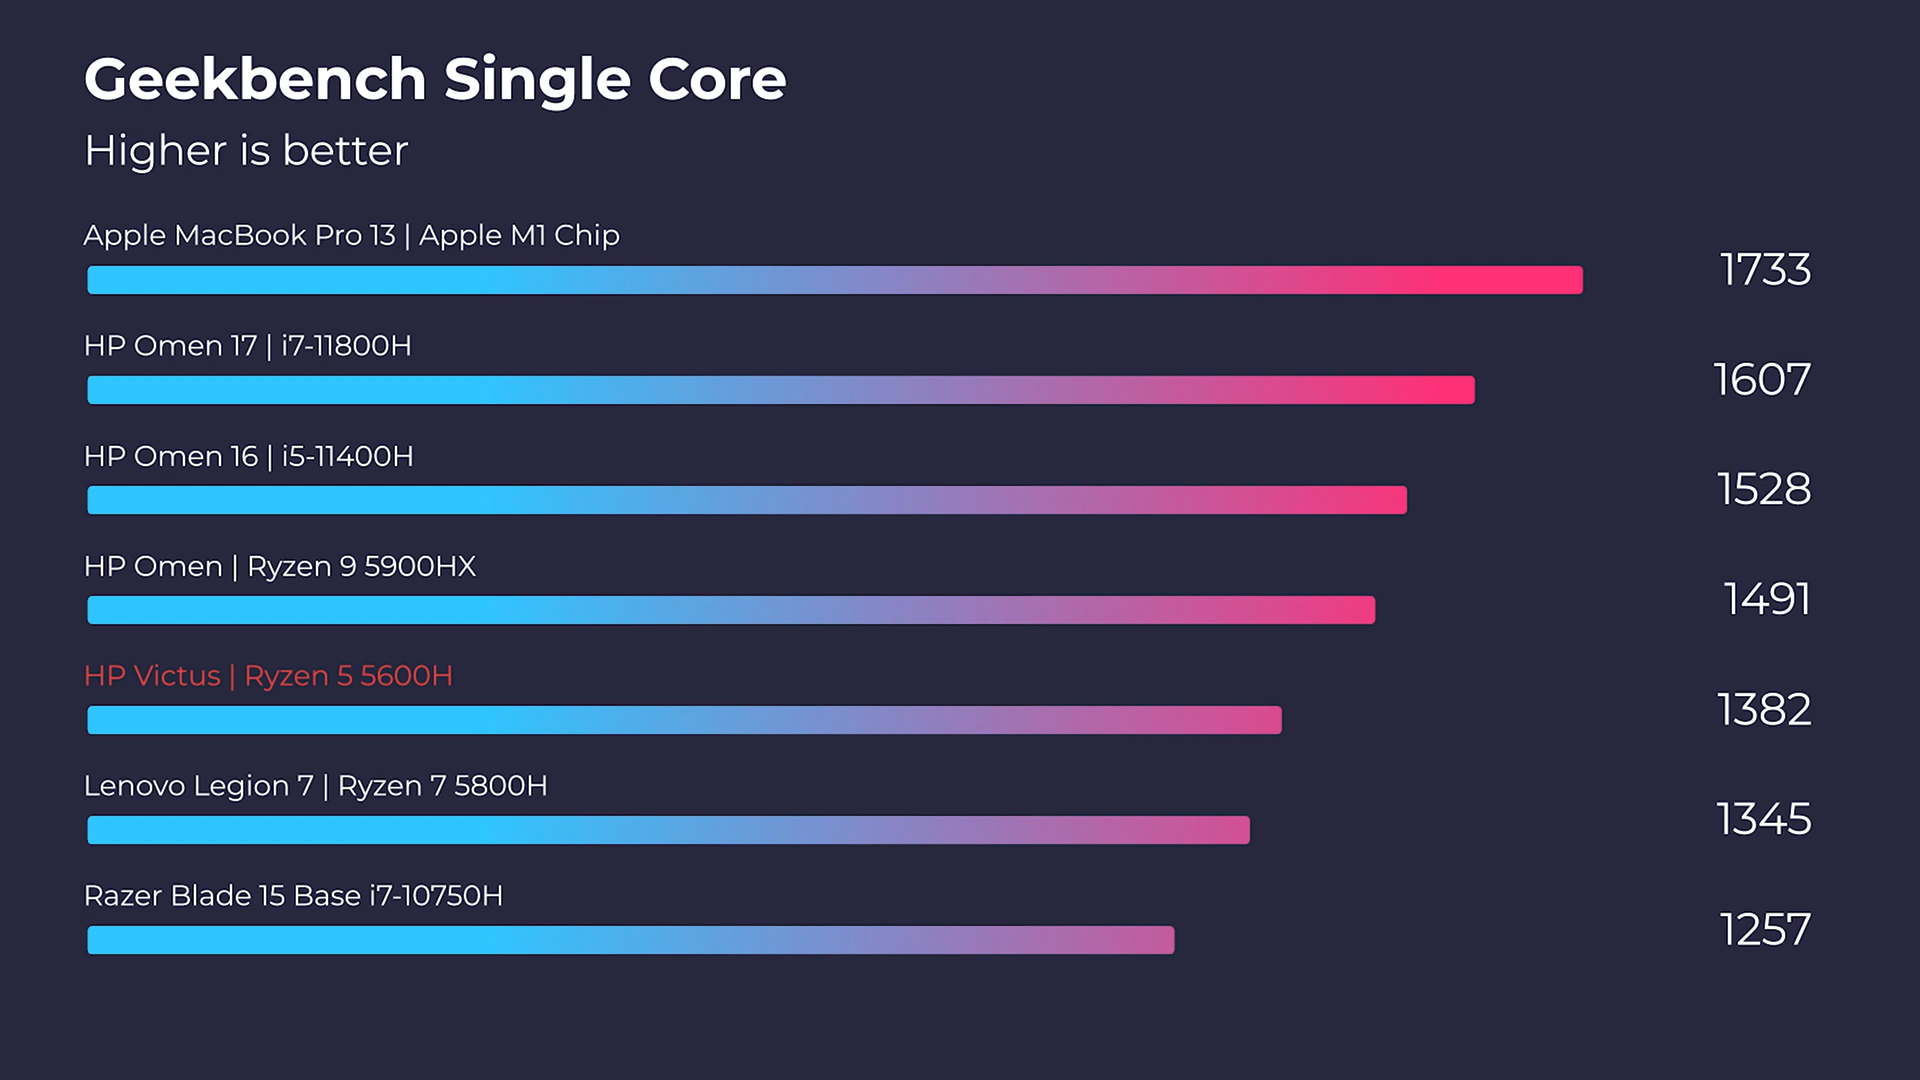 Geekbench Single Core
Higher is better
Apple MacBook Pro 13 | Apple M1 Chip
1733
HP Omen 17 | i7-11800H
1607
HP Omen 16 | i5-11400H
1528
HP Omen | Ryzen 9 5900HX
1491
HP Victus | Ryzen 5 5600H
1382
Lenovo Legion 7 | Ryzen 7 5800H
1345
Razer Blade 15 Base i7-10750H
1257